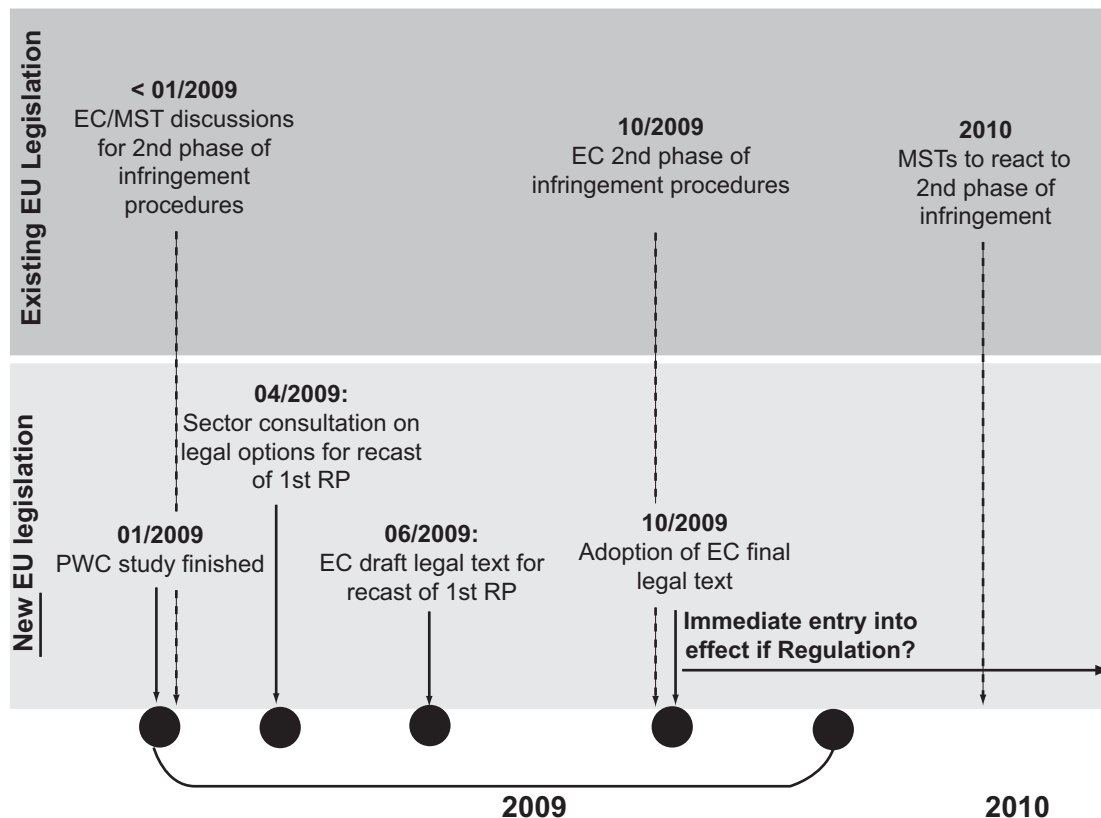 Existing EU Legislation
< 01/2009
EC/MST discussions
for 2nd phase of
infringement
procedures
10/2009
EC 2nd phase of
infringement procedures
2010
MSTs to react to
2nd phase of
infringement
New EU legislation
04/2009:
Sector consultation on
legal options for recast
of 1st RP
01/2009
PWC study finished
06/2009:
EC draft legal text for
recast of 1st RP
10/2009
Adoption of EC final
legal text
Immediate entry into
effect if Regulation?
2009
2010